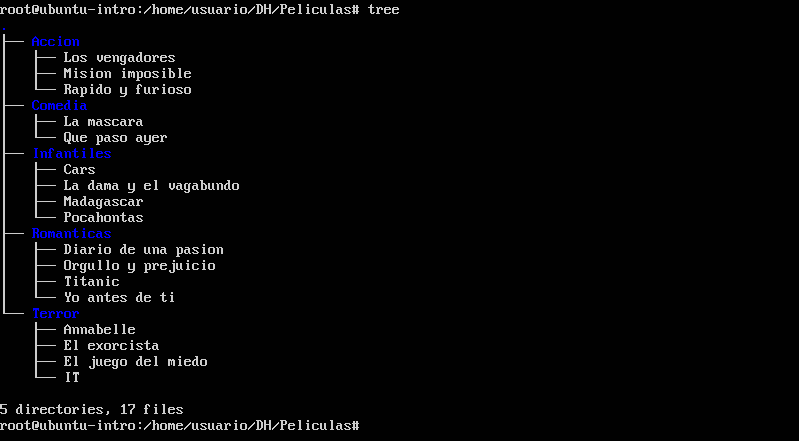 root@ubuntu-intro:/home/usuario/DH/Peliculas# tree
.
├── Accion
│   ├── Los vengadores
│   ├── Mision imposible
│   └── Rapido y furioso
├── Comedia
│   ├── La mascara
│   └── Que paso ayer
├── Infantiles
│   ├── Cars
│   ├── La dama y el vagabundo
│   ├── Madagascar
│   └── Pocahontas
├── Romanticas
│   ├── Diario de una pasion
│   ├── Orgullo y prejuicio
│   ├── Titanic
│   └── Yo antes de ti
└── Terror
    ├── Annabelle
    ├── El exorcista
    ├── El juego del miedo
    └── IT

5 directories, 17 files
root@ubuntu-intro:/home/usuario/DH/Peliculas#